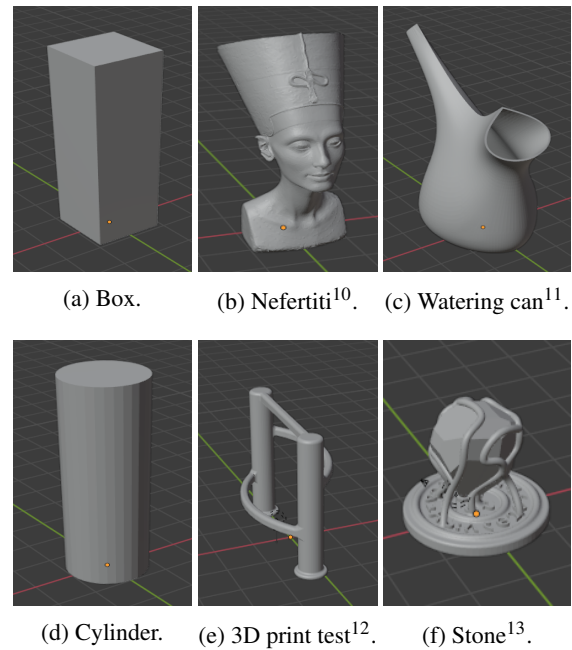 (a) Box.
(b) Nefertiti¹⁰.
(c) Watering can¹¹.
(d) Cylinder.
(e) 3D print test¹².
(f) Stone¹³.